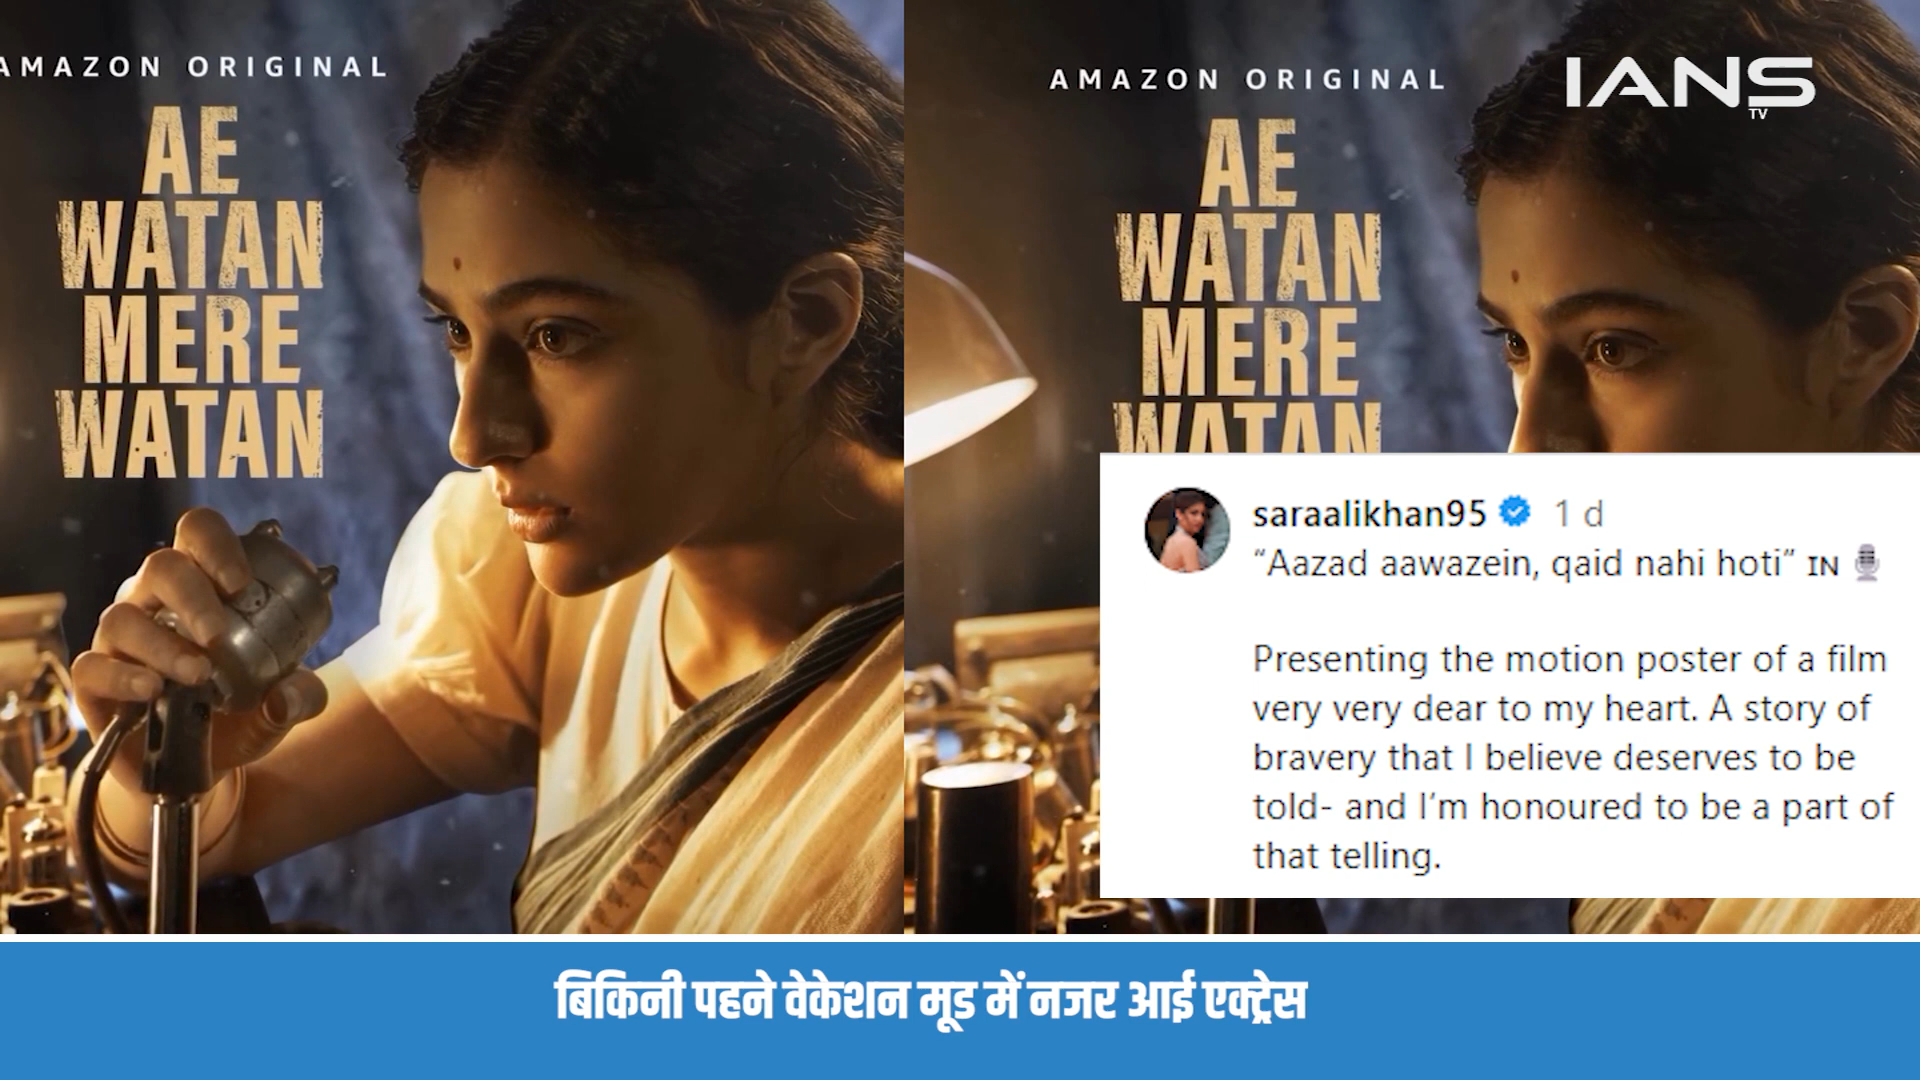 AMAZON ORIGINAL
AE
WATAN
MERE
WATAN
AMAZON ORIGINAL
AE
WATAN
MERE
WATAN
IANS
TV
saraalikhan95 1 d
“Aazad aawazein, qaid nahi hoti” IN
Presenting the motion poster of a film
very very dear to my heart. A story of
bravery that I believe deserves to be
told- and I’m honoured to be a part of
that telling.
बिकिनी पहने वेकेशन मूड में नजर आई एक्ट्रेस